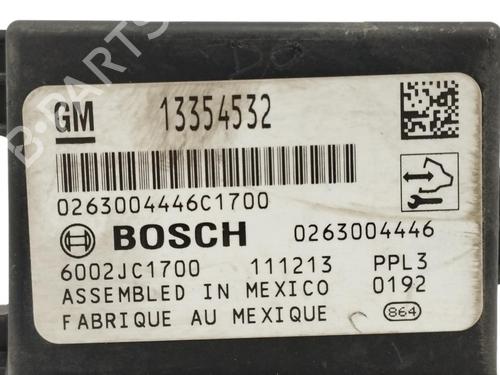 GM 13354532
0263004446C1700
BOSCH 0263004446
6002JC1700 111213 PPL3
ASSEMBLED IN MEXICO 0192
FABRIQUE AU MEXIQUE 864
B-PARTS